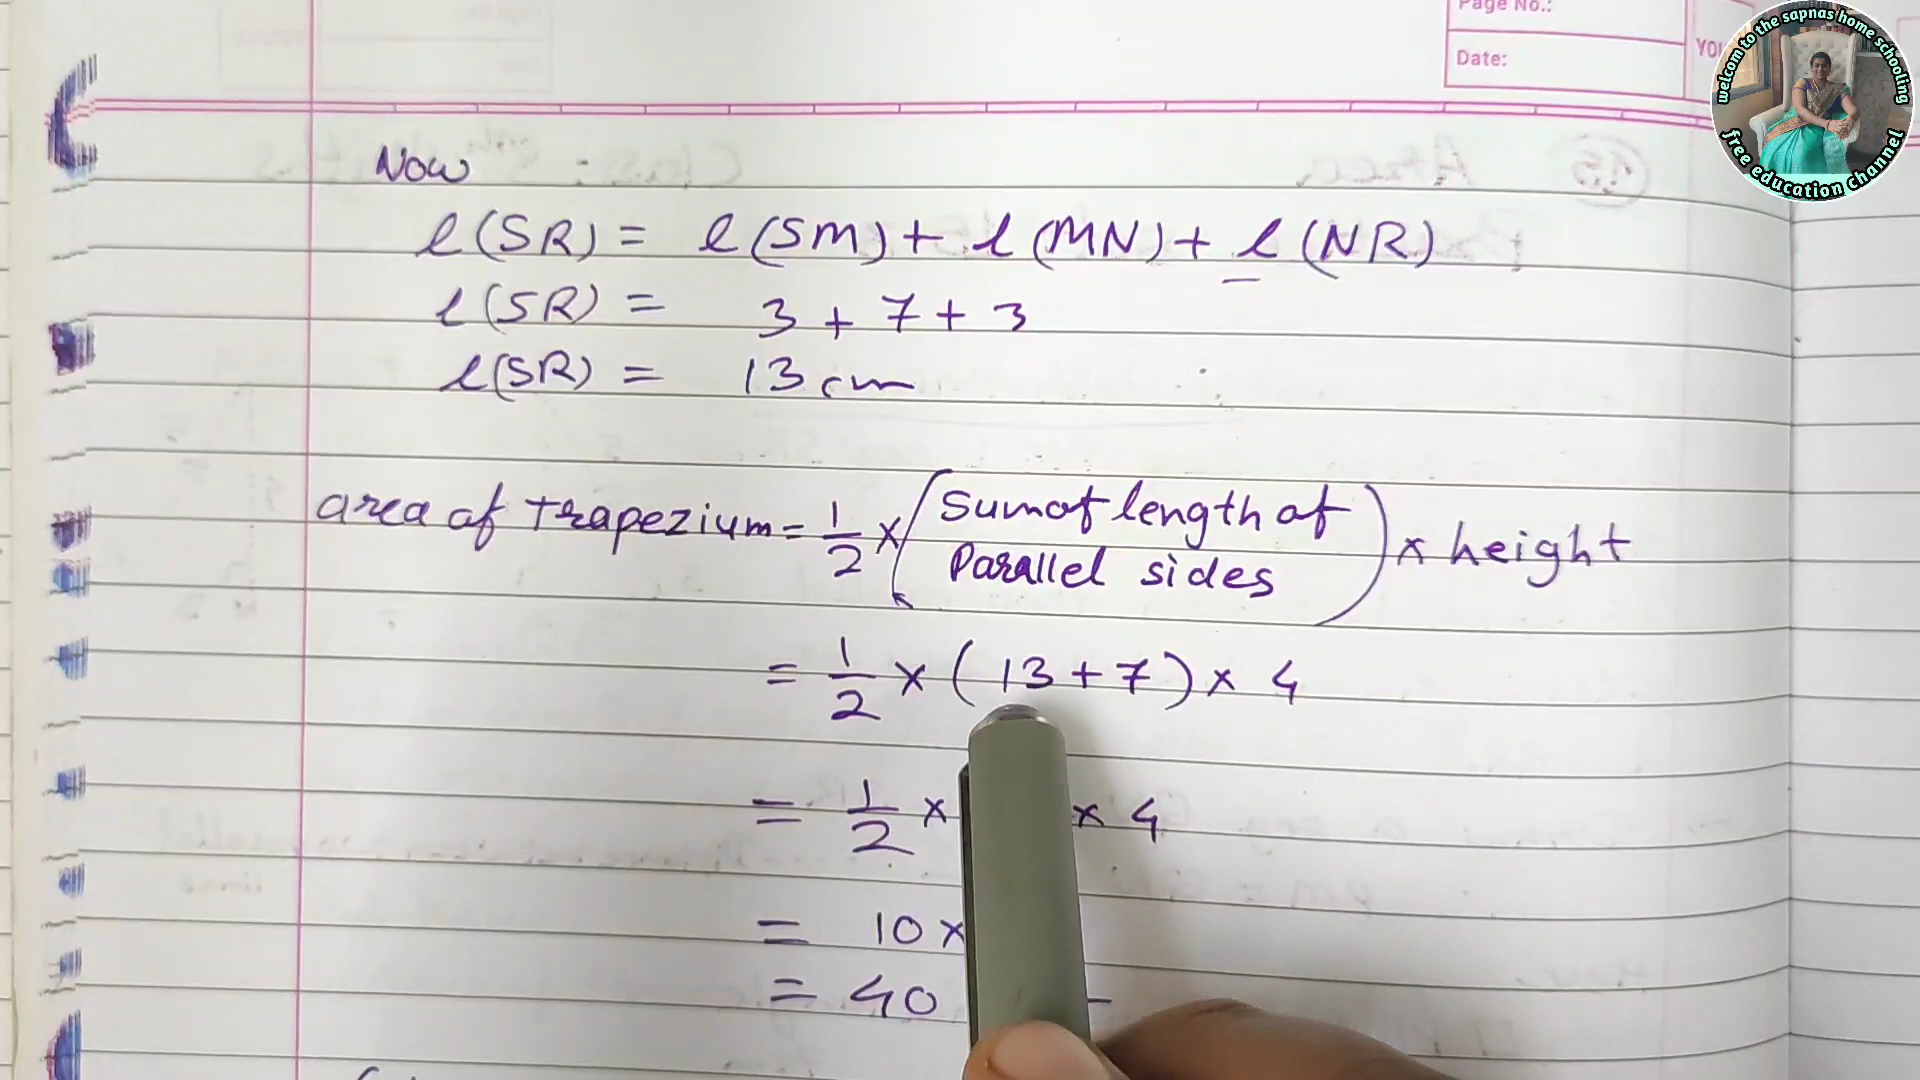 Page No.:
Date:
YOU
welcom to the sapnas home schooling
free education channel
Now
l(SR) = l(SM) + l(MN) + l(NR)
l(SR) = 3 + 7 + 3
l(SR) = 13 cm
area of trapezium = 1/2 × (Sum of length of Parallel sides) × height
= 1/2 × (13 + 7) × 4
= 1/2 × × 4
= 10 ×
= 40